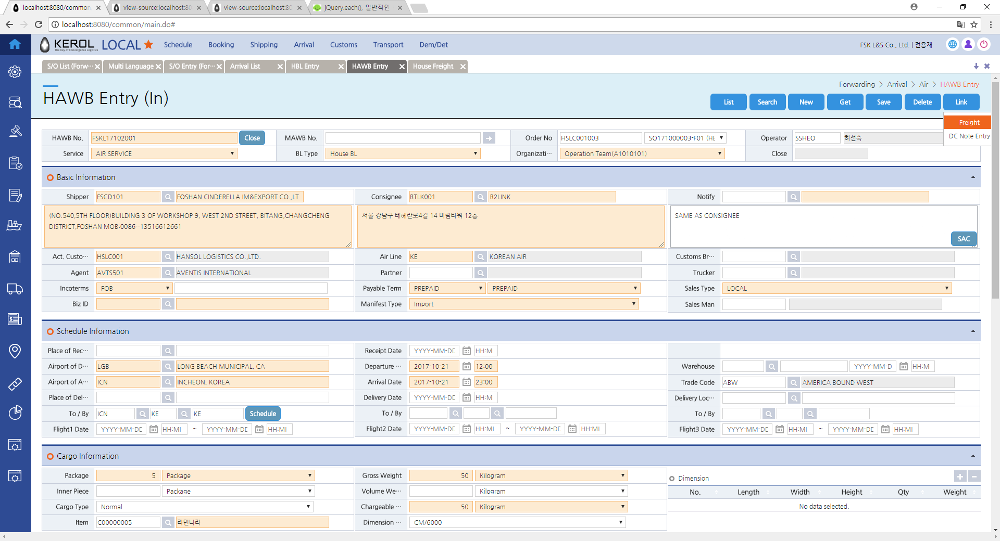 localhost:8080/common
view-source:localhost:80
view-source:localhost:80
jQuery.each(), 일반적인
localhost:8080/common/main.do#
KEROL
The Key of Convergence Logistics
LOCAL
Schedule
Booking
Shipping
Arrival
Customs
Transport
Dem/Det
FSK L&S Co., Ltd. | 전용재
S/O List (Forw···
Multi Language
S/O Entry (For···
Arrival List
HBL Entry
HAWB Entry
House Freight
Forwarding > Arrival > Air > HAWB Entry
HAWB Entry (In)
List
Search
New
Get
Save
Delete
Link
Freight
DC Note Entry
HAWB No. FSKL17102001 Close MAWB No. Order No HSLC001003 SO171000003-F01 (HE Operator SSHEO 허선숙
Service AIR SERVICE BL Type House BL Organizati··· Operation Team(A1010101) Close
Basic Information
Shipper FSCD101 FOSHAN CINDERELLA IM&EXPORT CO.,LT Consignee BTLK001 B2LINK Notify
(NO.540,5TH FLOOR)BUILDING 3 OF WORKSHOP 9, WEST 2ND STREET, BITANG,CHANGCHENG
DISTRICT,FOSHAN MOB:0086--13516612661
서울 강남구 테헤란로4길 14 미림타워 12층
SAME AS CONSIGNEE
SAC
Act. Custo··· HSLC001 HANSOL LOGISTICS CO.,LTD. Air Line KE KOREAN AIR Customs Br···
Agent AVTS501 AVENTIS INTERNATIONAL Partner Trucker
Incoterms FOB Payable Term PREPAID PREPAID Sales Type LOCAL
Biz ID Manifest Type Import Sales Man
Schedule Information
Place of Rec··· Receipt Date YYYY-MM-DD HH:MI
Airport of D··· LGB LONG BEACH MUNICIPAL, CA Departure ··· 2017-10-21 12:00 Warehouse YYYY-MM-D HH:MI
Airport of A··· ICN INCHEON, KOREA Arrival Date 2017-10-21 23:00 Trade Code ABW AMERICA BOUND WEST
Place of Del··· Delivery Date YYYY-MM-DD HH:MI Delivery Loc···
To / By ICN KE KE Schedule To / By To / By
Flight1 Date YYYY-MM-DD HH:MI ~ YYYY-MM-DD HH:MI Flight2 Date YYYY-MM-DD HH:MI ~ YYYY-MM-DD HH:MI Flight3 Date YYYY-MM-DD HH:MI ~ YYYY-MM-DD HH:MI
Cargo Information
Package 5 Package Gross Weight 50 Kilogram Dimension
Inner Piece Package Volume We··· Kilogram No. Length Width Height Qty Weight
Cargo Type Normal Chargeable ··· 50 Kilogram No data selected.
Item C00000005 라면나라 Dimension ··· CM/6000